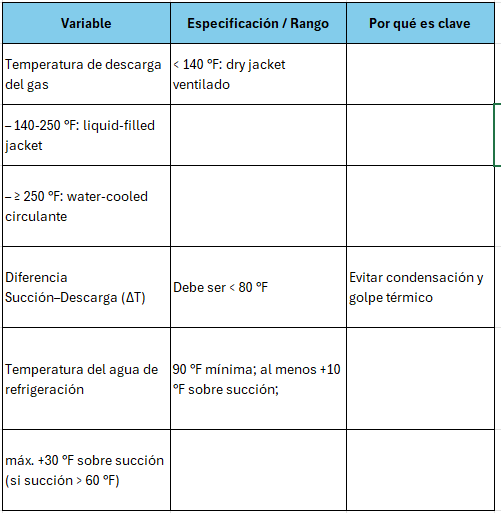 Variable
Especificación / Rango
Por qué es clave
Temperatura de descarga
del gas
< 140 °F: dry jacket
ventilado
– 140-250 °F: liquid-filled
jacket
– ≥ 250 °F: water-cooled
circulante
Diferencia
Succión–Descarga (ΔT)
Debe ser < 80 °F
Evitar condensación y
golpe térmico
Temperatura del agua de
refrigeración
90 °F mínima; al menos +10
°F sobre succión;
máx. +30 °F sobre succión
(si succión > 60 °F)